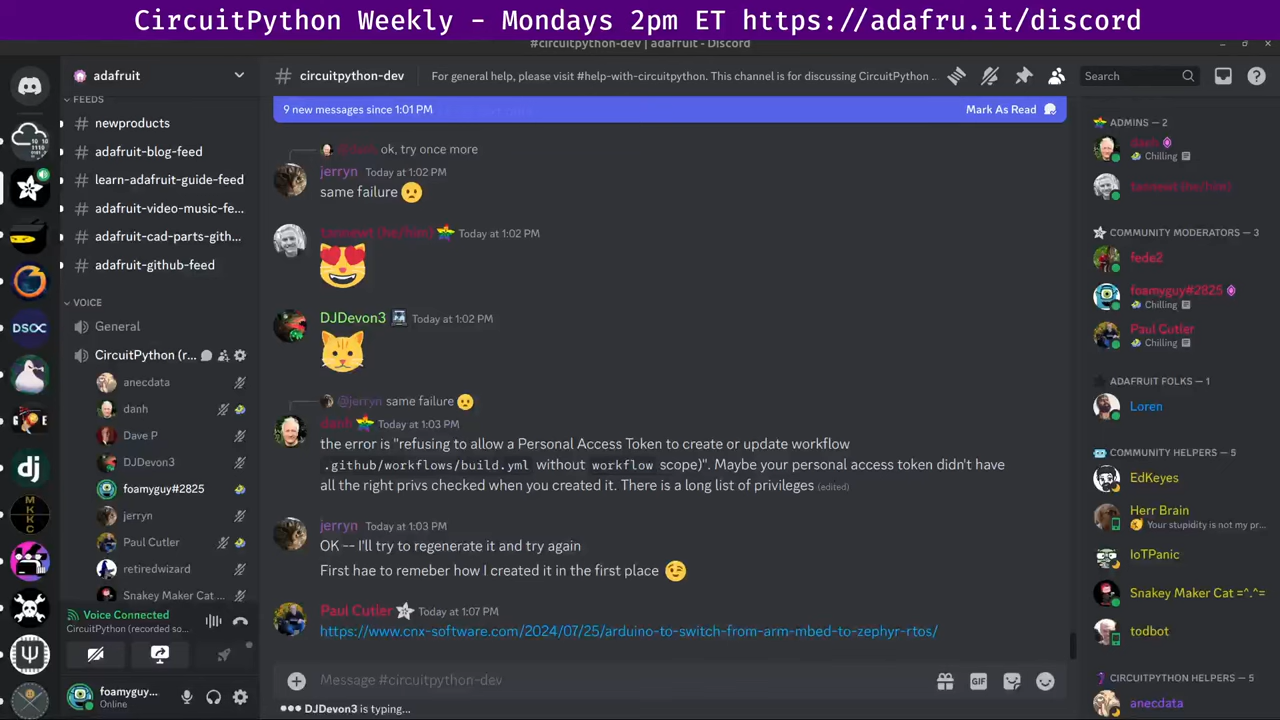 CircuitPython Weekly - Mondays 2pm ET https://adafru.it/discord
#circuitpython-dev | adafruit - Discord
adafruit
# circuitpython-dev
For general help, please visit #help-with-circuitpython. This channel is for discussing CircuitPython ...
Search
9 new messages since 1:01 PM
Mark As Read
FEEDS
# newproducts
# adafruit-blog-feed
# learn-adafruit-guide-feed
# adafruit-video-music-fe...
# adafruit-cad-parts-gith...
# adafruit-github-feed
VOICE
General
CircuitPython (r...
anecdata
danh
Dave P
DJDevon3
foamyguy#2825
jerryn
Paul Cutler
retiredwizard
Snakey Maker Cat ...
Voice Connected
CircuitPython (recorded so...
foamyguy...
Online
DSOC
dj
MKKC
ok, try once more
jerryn Today at 1:02 PM
same failure
tannewt (he/him) Today at 1:02 PM
DJDevon3 Today at 1:02 PM
@jerryn same failure
danh Today at 1:03 PM
the error is "refusing to allow a Personal Access Token to create or update workflow
.github/workflows/build.yml without workflow scope)". Maybe your personal access token didn't have
all the right privs checked when you created it. There is a long list of privileges (edited)
jerryn Today at 1:03 PM
OK -- I'll try to regenerate it and try again
First hae to remeber how I created it in the first place
Paul Cutler Today at 1:07 PM
https://www.cnx-software.com/2024/07/25/arduino-to-switch-from-arm-mbed-to-zephyr-rtos/
Message #circuitpython-dev
GIF
DJDevon3 is typing...
ADMINS — 2
danh
Chilling
tannewt (he/him)
COMMUNITY MODERATORS — 3
fede2
foamyguy#2825
Chilling
Paul Cutler
Chilling
ADAFRUIT FOLKS — 1
Loren
COMMUNITY HELPERS — 5
EdKeyes
Herr Brain
Your stupidity is not my pr...
IoTPanic
Snakey Maker Cat =^.^=
todbot
CIRCUITPYTHON HELPERS — 5
anecdata